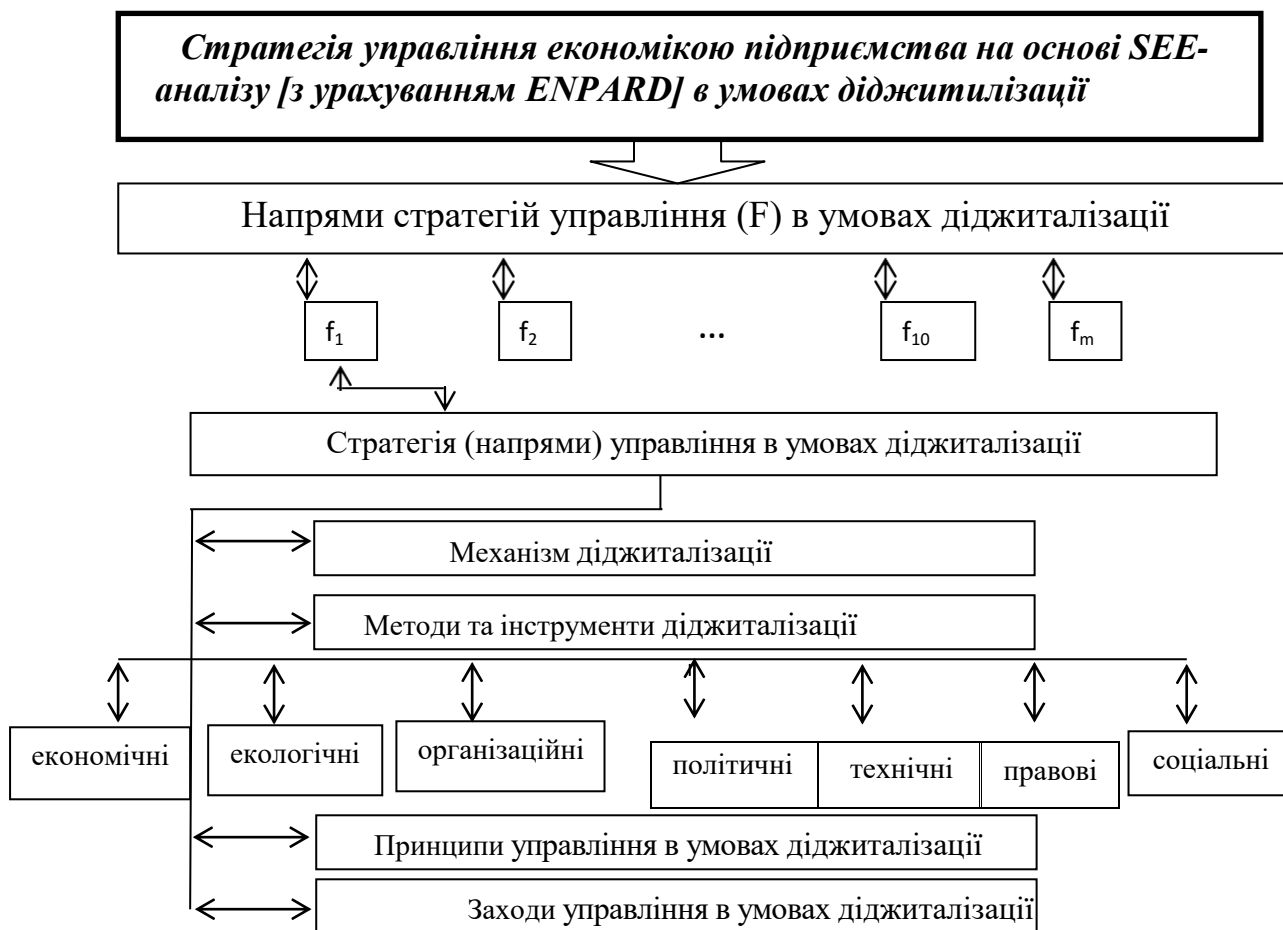 Стратегія управління економікою підприємства на основі SEE-
аналізу [з урахуванням ENPARD] в умовах діджитилізації
Напрями стратегій управління (F) в умовах діджиталізації
f1 f2 ... f10 fm
Стратегія (напрями) управління в умовах діджиталізації
Механізм діджиталізації
Методи та інструменти діджиталізації
економічні екологічні організаційні політичні технічні правові соціальні
Принципи управління в умовах діджиталізації
Заходи управління в умовах діджиталізації